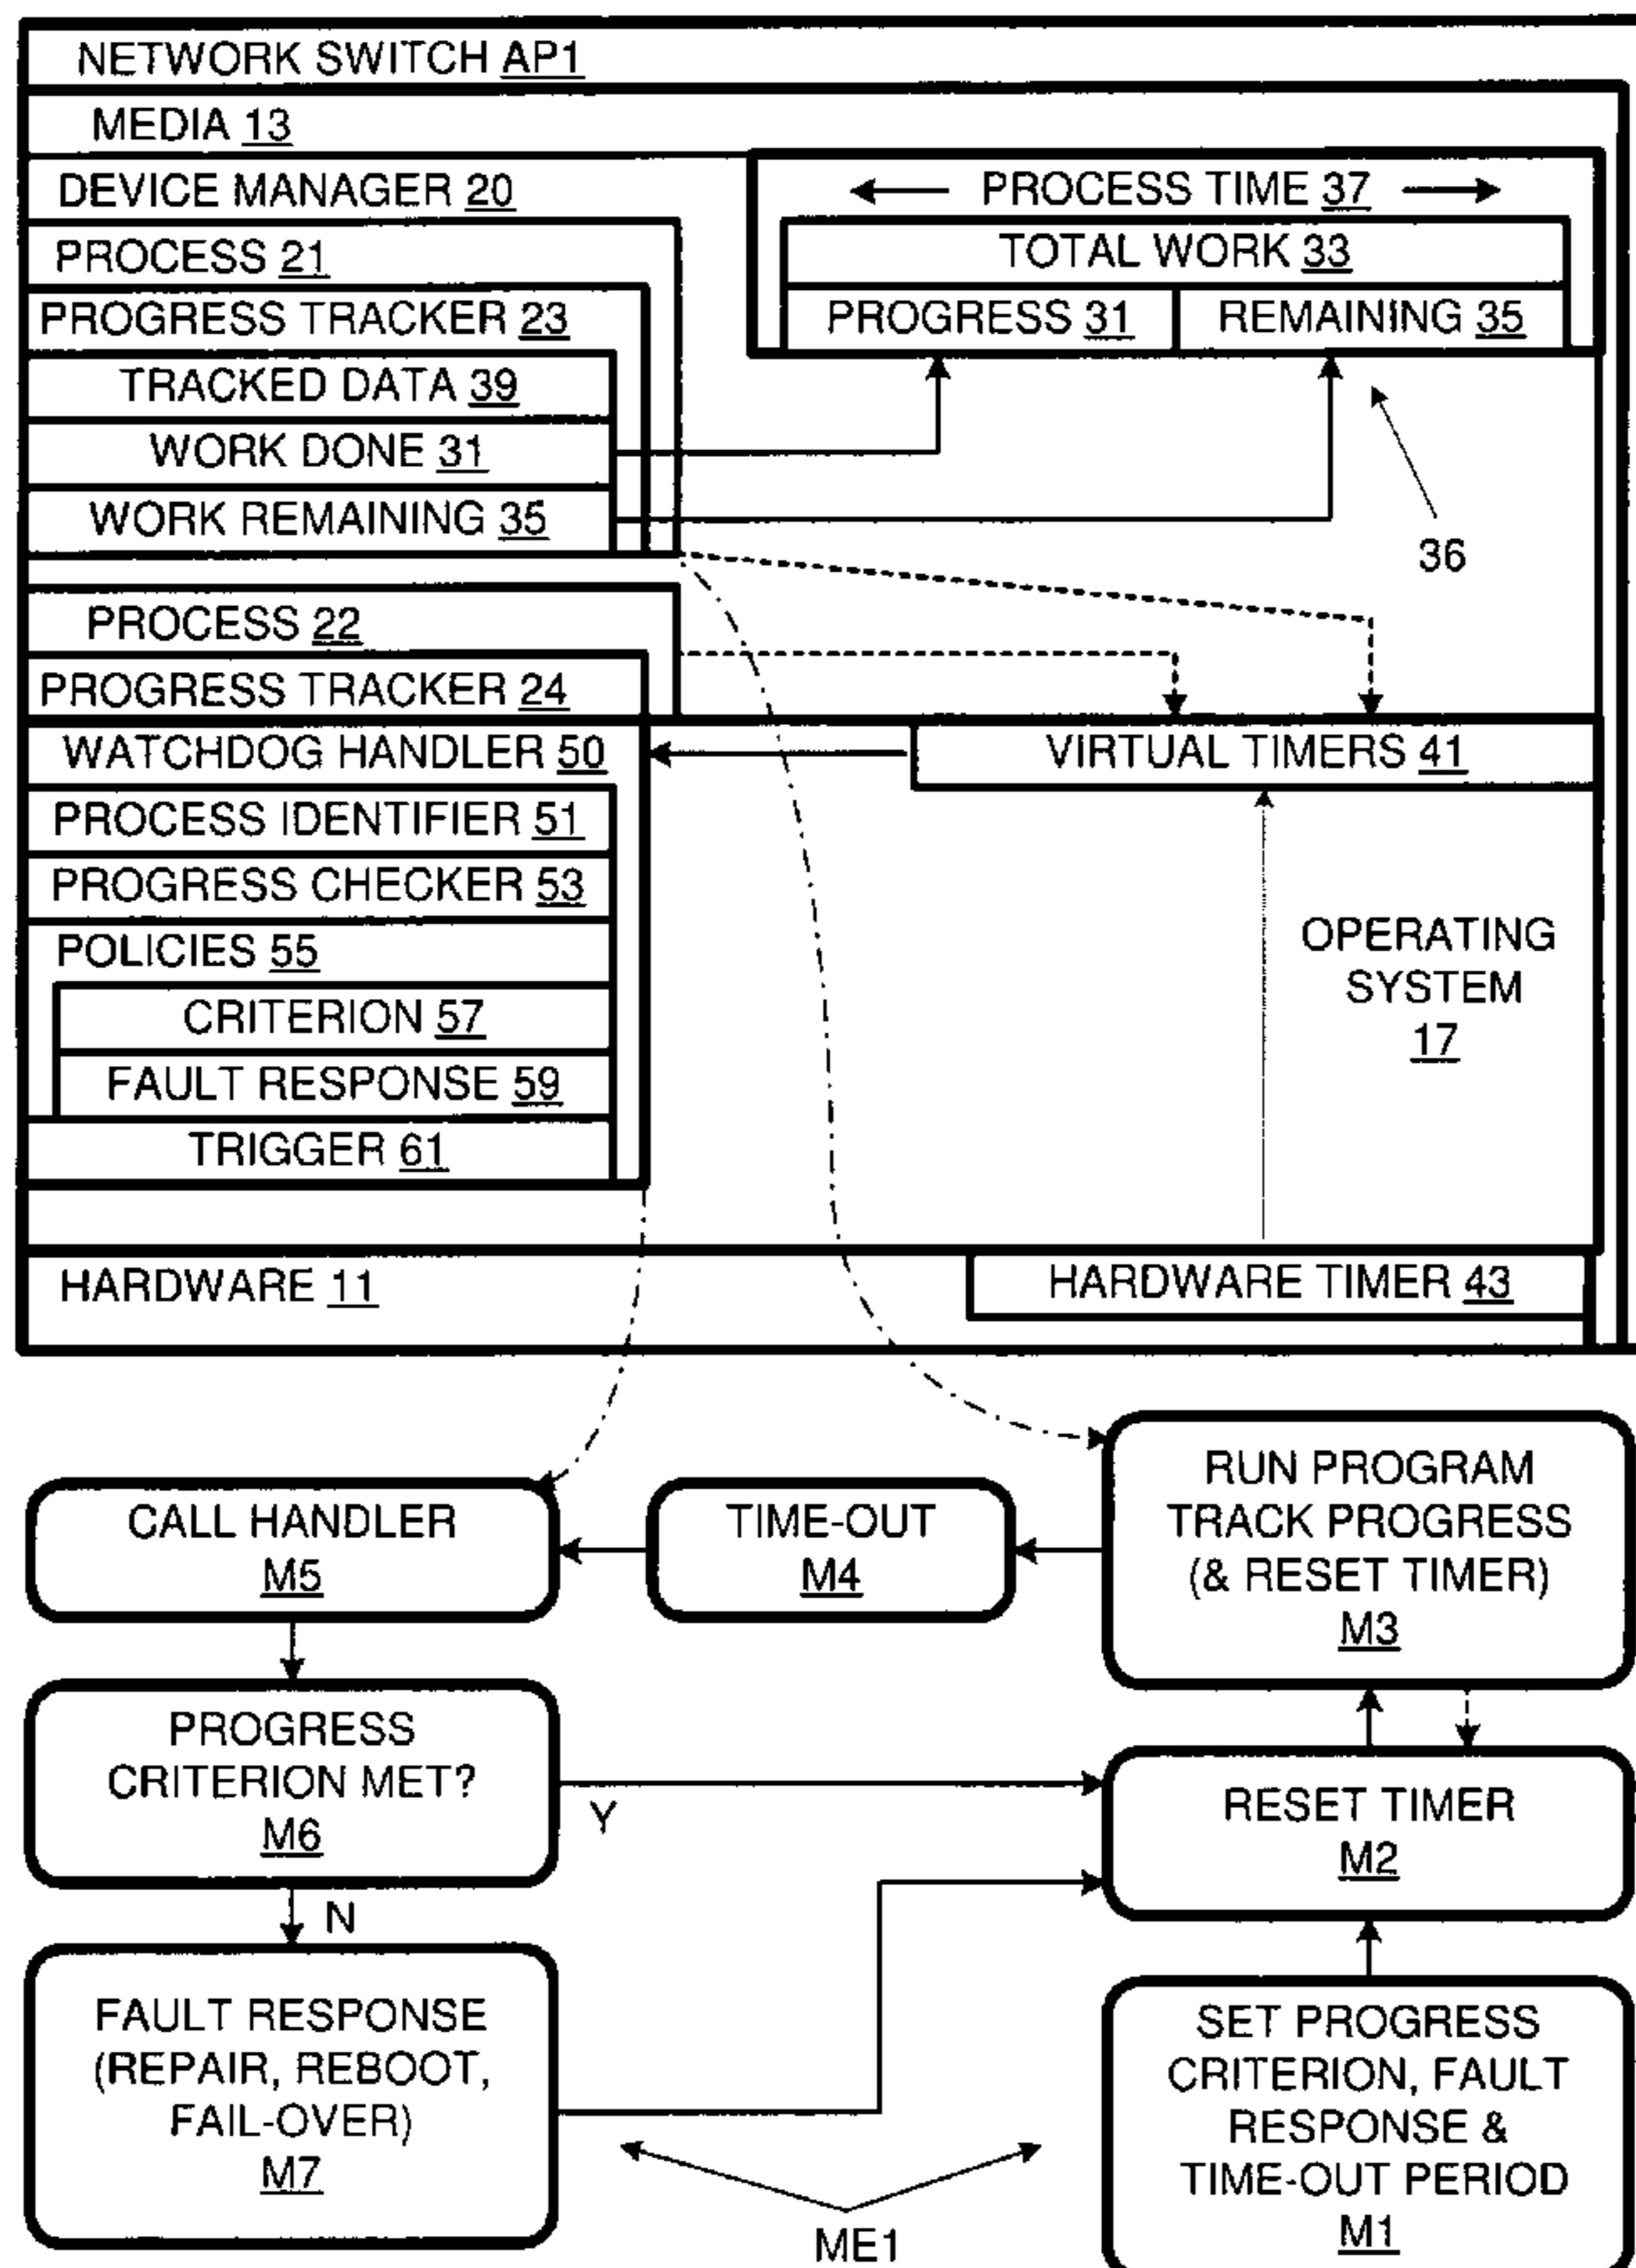 NETWORK SWITCH AP1
MEDIA 13
DEVICE MANAGER 20
PROCESS 21
PROGRESS TRACKER 23
TRACKED DATA 39
WORK DONE 31
WORK REMAINING 35
PROCESS TIME 37
TOTAL WORK 33
PROGRESS 31
REMAINING 35
36
PROCESS 22
PROGRESS TRACKER 24
WATCHDOG HANDLER 50
VIRTUAL TIMERS 41
PROCESS IDENTIFIER 51
PROGRESS CHECKER 53
POLICIES 55
CRITERION 57
FAULT RESPONSE 59
TRIGGER 61
OPERATING
SYSTEM
17
HARDWARE 11
HARDWARE TIMER 43
CALL HANDLER
M5
TIME-OUT
M4
RUN PROGRAM
TRACK PROGRESS
(& RESET TIMER)
M3
PROGRESS
CRITERION MET?
M6
Y
N
RESET TIMER
M2
FAULT RESPONSE
(REPAIR, REBOOT,
FAIL-OVER)
M7
SET PROGRESS
CRITERION, FAULT
RESPONSE &
TIME-OUT PERIOD
M1
ME1